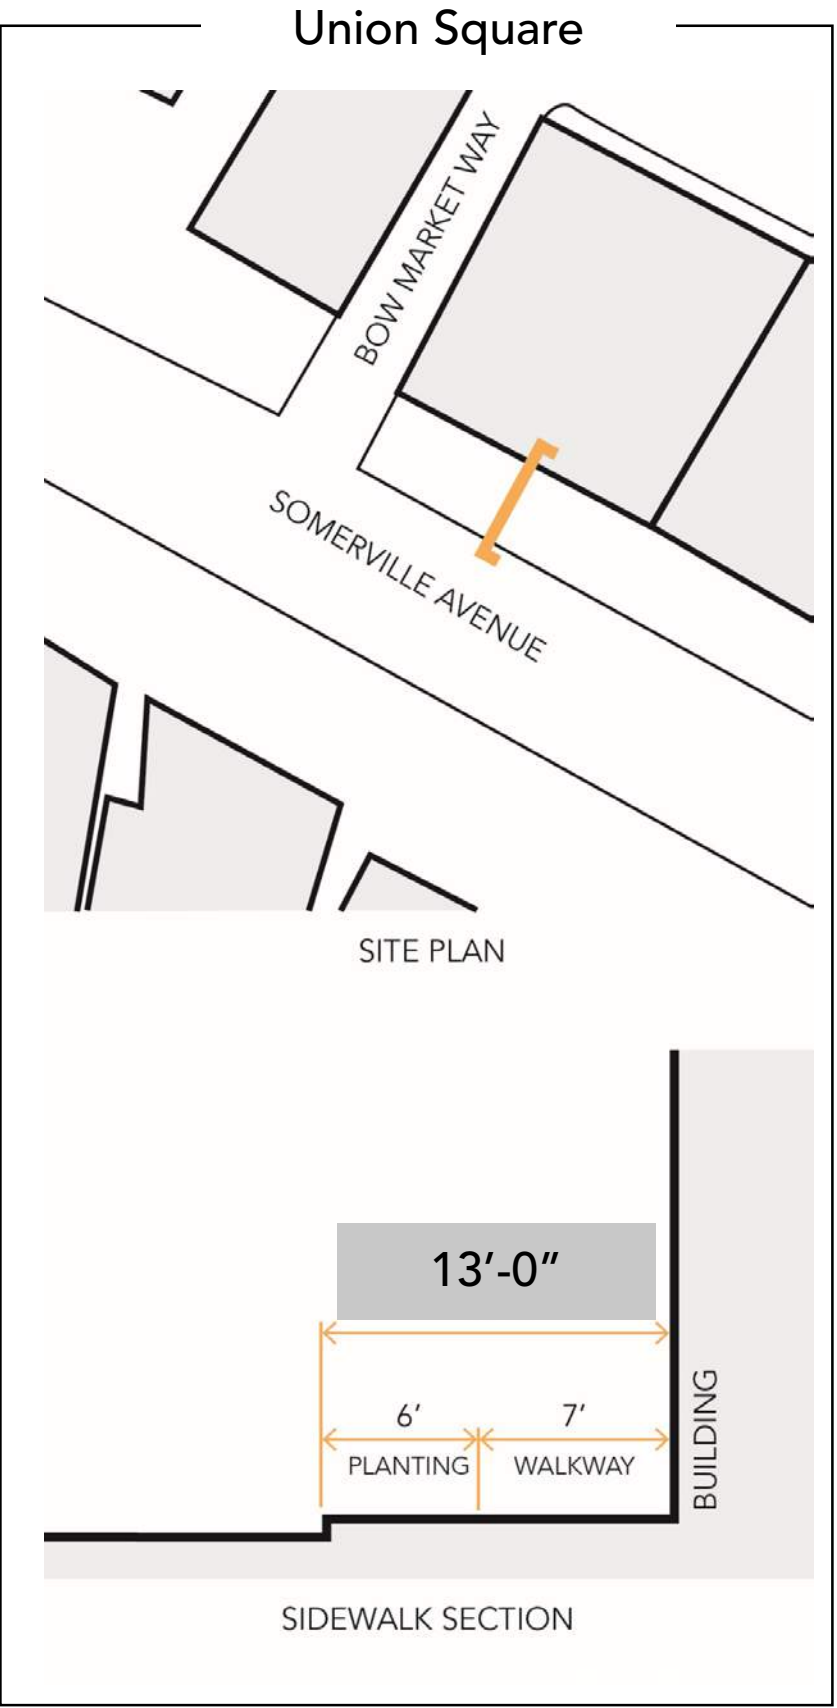 Union Square
BOW MARKET WAY
SOMERVILLE AVENUE
SITE PLAN
13’-0”
6’
7’
PLANTING
WALKWAY
BUILDING
SIDEWALK SECTION